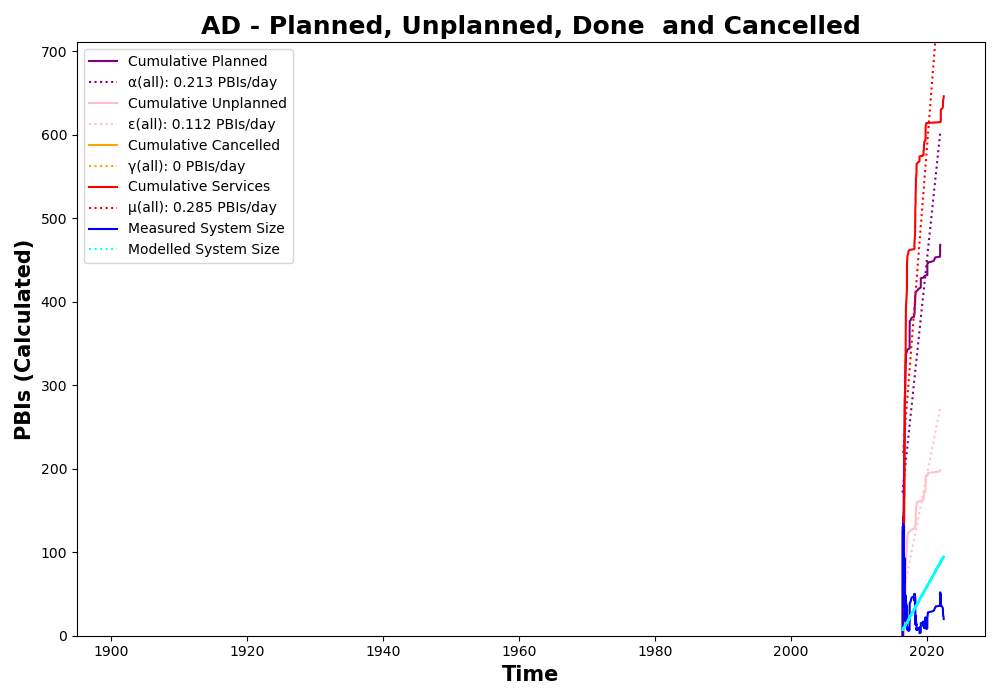 AD - Planned, Unplanned, Done  and Cancelled
700
600
500
400
300
200
100
0
PBIs (Calculated)
Cumulative Planned
α(all): 0.213 PBIs/day
Cumulative Unplanned
ε(all): 0.112 PBIs/day
Cumulative Cancelled
γ(all): 0 PBIs/day
Cumulative Services
μ(all): 0.285 PBIs/day
Measured System Size
Modelled System Size
1900 1920 1940 1960 1980 2000 2020
Time